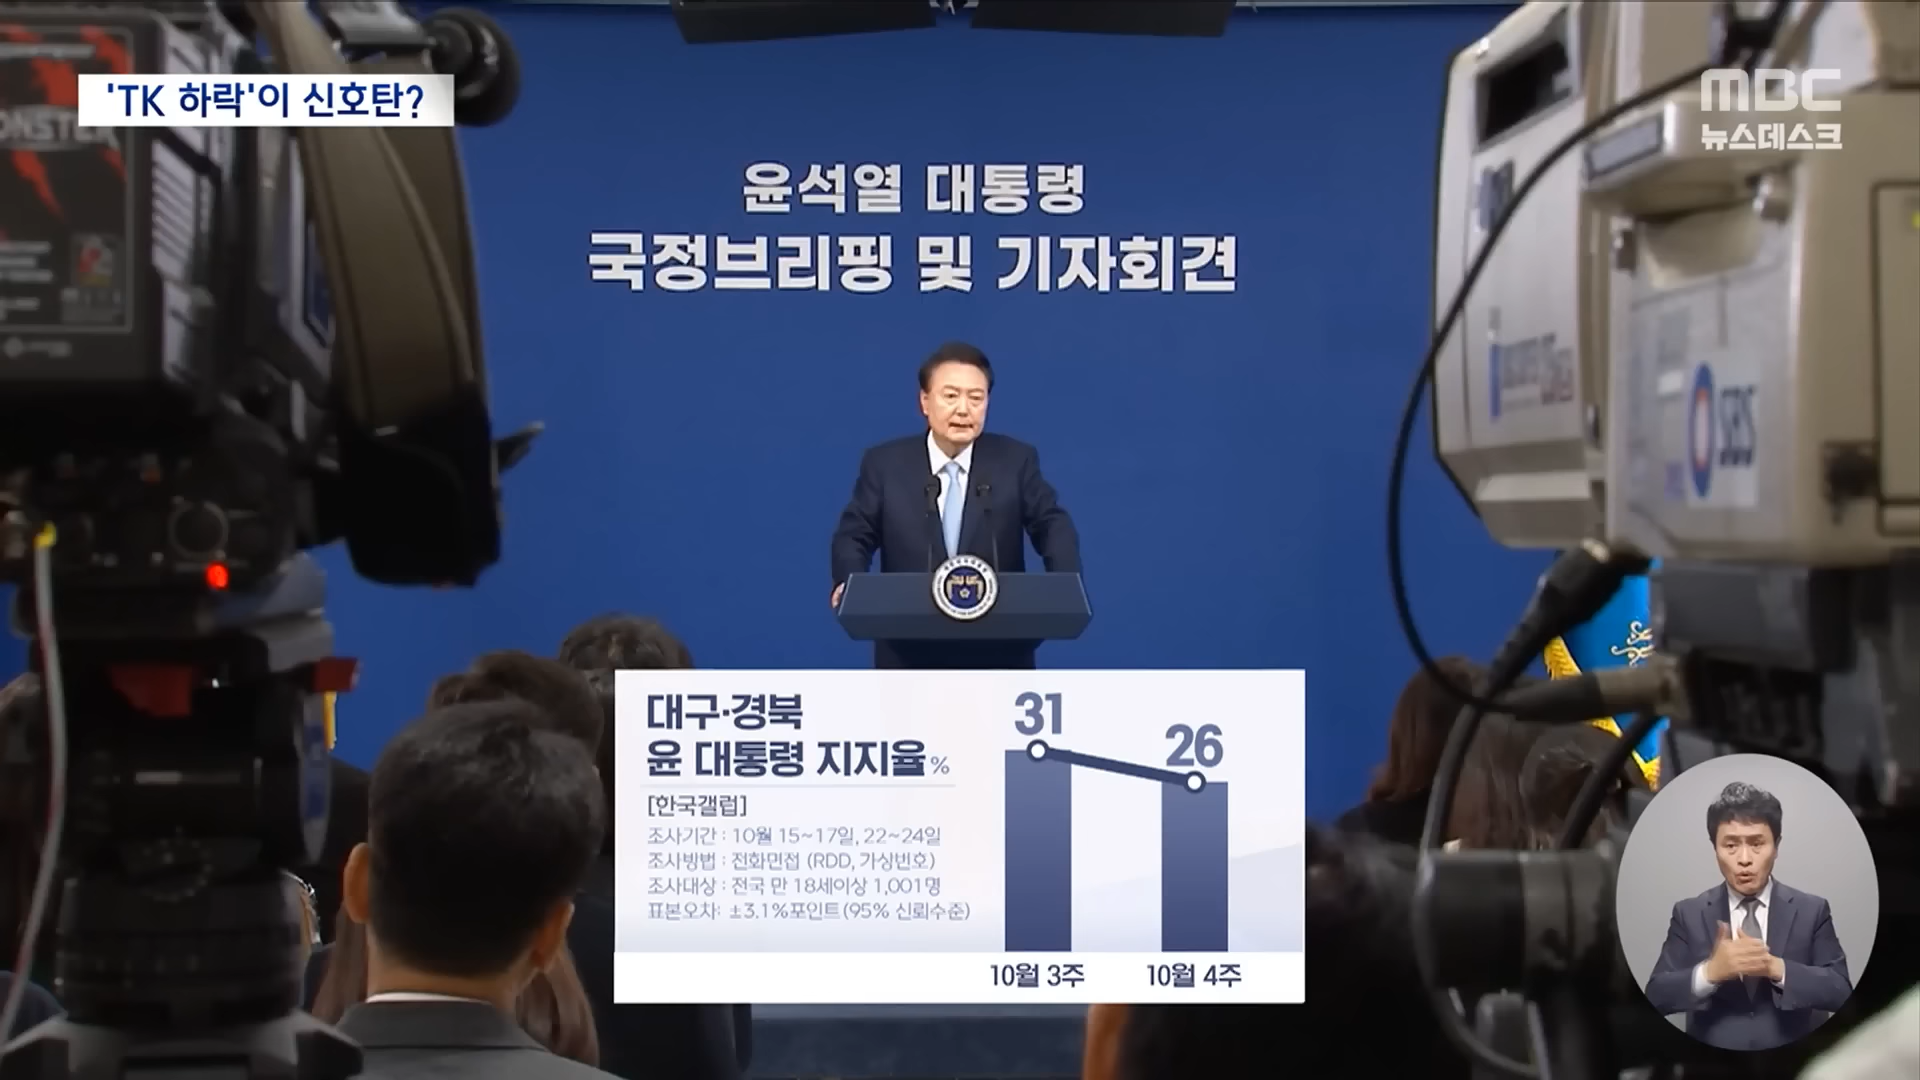 'TK 하락'이 신호탄?
MBC
뉴스데스크
윤석열 대통령
국정브리핑 및 기자회견
SBS
대구·경북
윤 대통령 지지율%
[한국갤럽]
조사기간 : 10월 15~17일, 22~24일
조사방법 : 전화면접 (RDD, 가상번호)
조사대상 : 전국 만 18세이상 1,001명
표본오차: ±3.1%포인트(95% 신뢰수준)
31
26
10월 3주
10월 4주